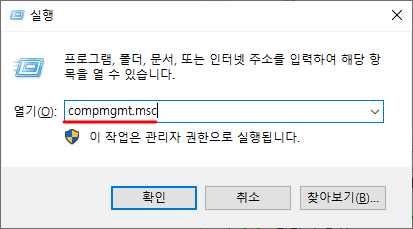 실행
프로그램, 폴더, 문서, 또는 인터넷 주소를 입력하여 해당 항
목을 열 수 있습니다.
열기(O): compmgmt.msc
이 작업은 관리자 권한으로 실행됩니다.
확인 취소 찾아보기(B)...